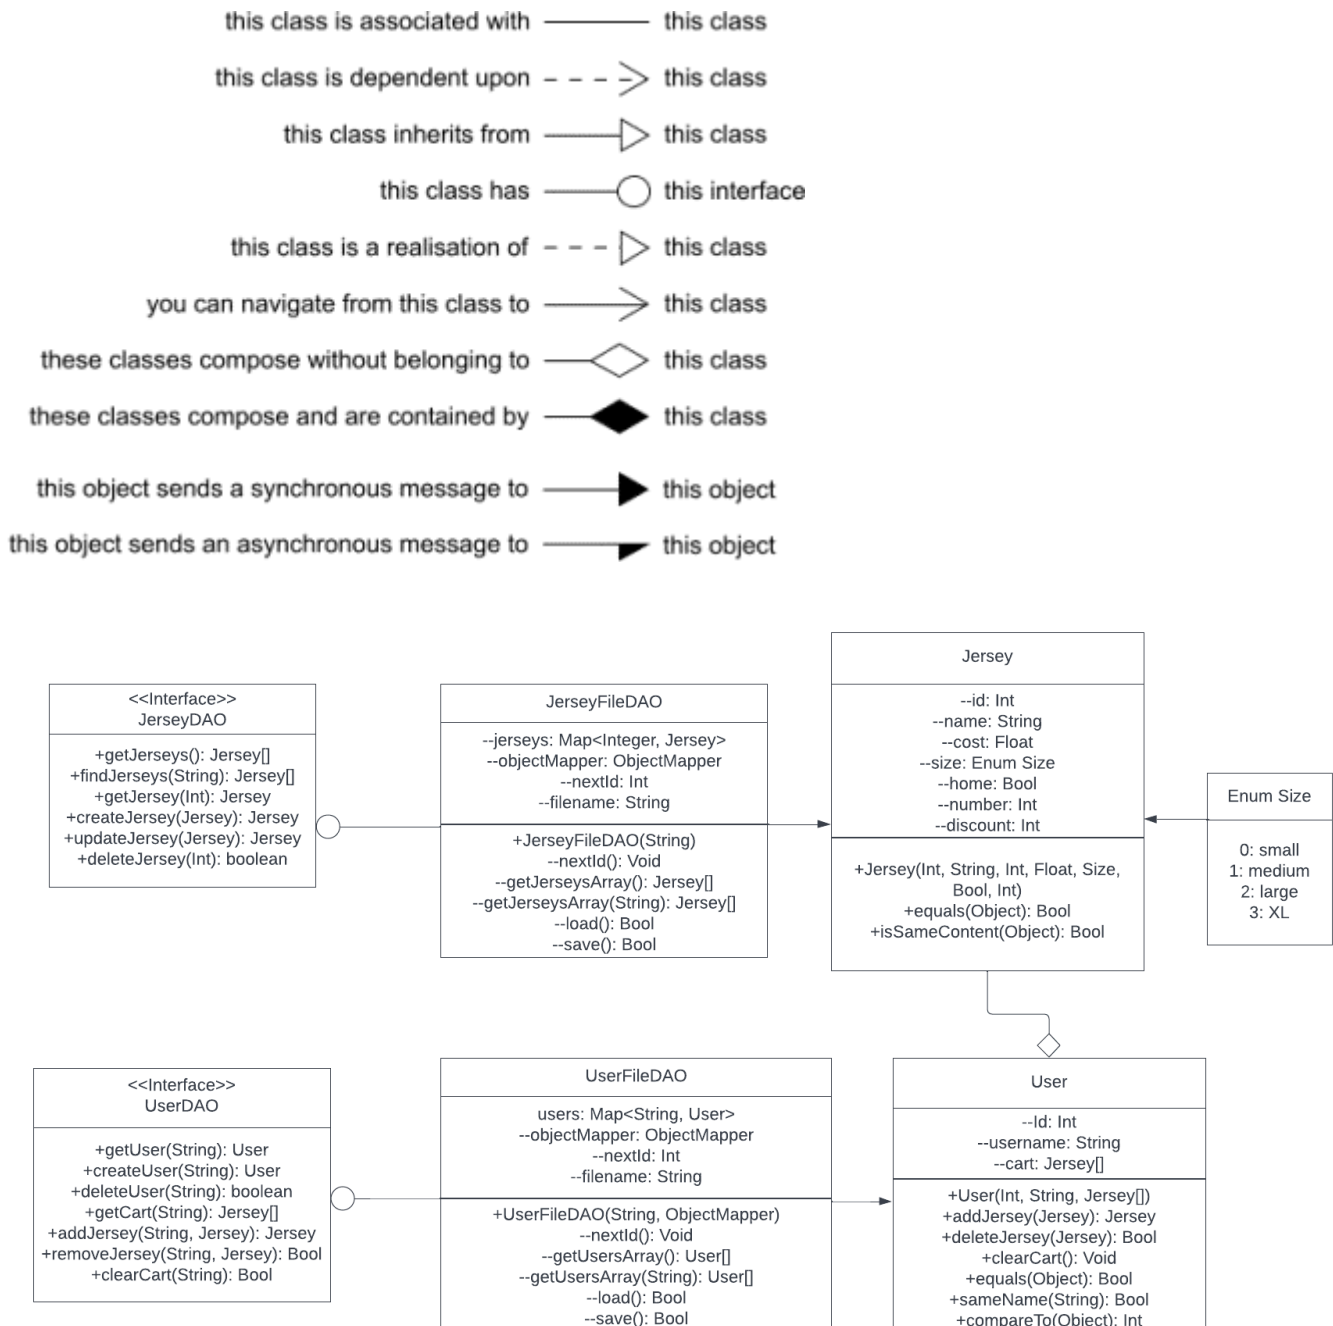 this class is associated with this class
this class is dependent upon this class
this class inherits from this class
this class has this interface
this class is a realisation of this class
you can navigate from this class to this class
these classes compose without belonging to this class
these classes compose and are contained by this class
this object sends a synchronous message to this object
this object sends an asynchronous message to this object
<<Interface>>
JerseyDAO
+getJerseys(): Jersey[]
+findJerseys(String): Jersey[]
+getJersey(Int): Jersey
+createJersey(Jersey): Jersey
+updateJersey(Jersey): Jersey
+deleteJersey(Int): boolean
JerseyFileDAO
--jerseys: Map<Integer, Jersey>
--objectMapper: ObjectMapper
--nextId: Int
--filename: String
+JerseyFileDAO(String)
--nextId(): Void
--getJerseysArray(): Jersey[]
--getJerseysArray(String): Jersey[]
--load(): Bool
--save(): Bool
Jersey
--id: Int
--name: String
--cost: Float
--size: Enum Size
--home: Bool
--number: Int
--discount: Int
+Jersey(Int, String, Int, Float, Size,
Bool, Int)
+equals(Object): Bool
+isSameContent(Object): Bool
Enum Size
0: small
1: medium
2: large
3: XL
<<Interface>>
UserDAO
+getUser(String): User
+createUser(String): User
+deleteUser(String): boolean
+getCart(String): Jersey[]
+addJersey(String, Jersey): Jersey
+removeJersey(String, Jersey): Bool
+clearCart(String): Bool
UserFileDAO
users: Map<String, User>
--objectMapper: ObjectMapper
--nextId: Int
--filename: String
+UserFileDAO(String, ObjectMapper)
--nextId(): Void
--getUsersArray(): User[]
--getUsersArray(String): User[]
--load(): Bool
--save(): Bool
User
--Id: Int
--username: String
--cart: Jersey[]
+User(Int, String, Jersey[])
+addJersey(Jersey): Jersey
+deleteJersey(Jersey): Bool
+clearCart(): Void
+equals(Object): Bool
+sameName(String): Bool
+compareTo(Object): Int